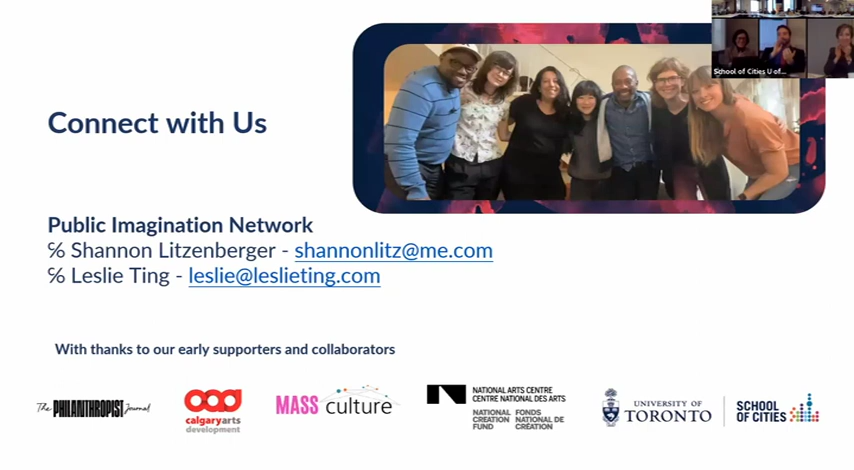 School of Cities U of...
Connect with Us
Public Imagination Network
℅ Shannon Litzenberger - shannonlitz@me.com
℅ Leslie Ting - leslie@leslieting.com
With thanks to our early supporters and collaborators
The PHILANTHROPIST Journal
calgaryarts
development
MASS culture
NATIONAL ARTS CENTRE
CENTRE NATIONAL DES ARTS
NATIONAL FONDS
CREATION NATIONAL DE
FUND CRÉATION
UNIVERSITY OF
TORONTO
SCHOOL
OF CITIES